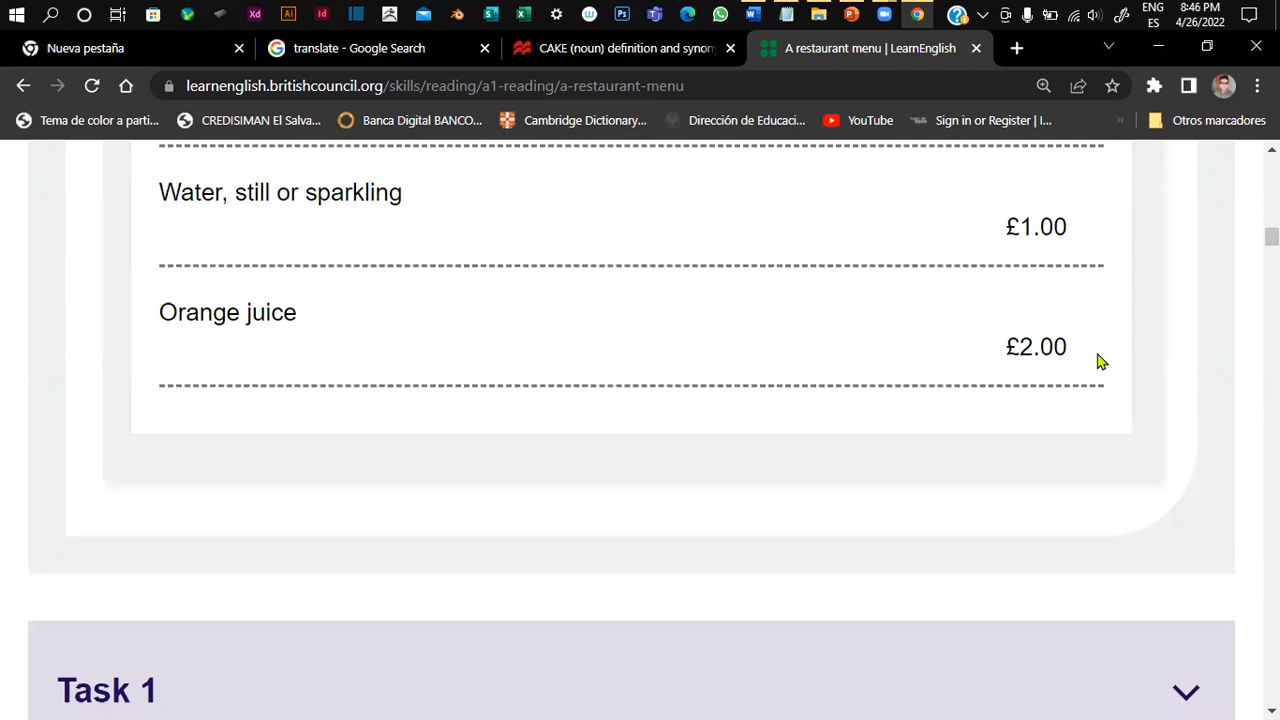 8:46 PM
ENG
ES
4/26/2022
Nueva pestaña
translate - Google Search
CAKE (noun) definition and synony
A restaurant menu | LearnEnglish
learnenglish.britishcouncil.org/skills/reading/a1-reading/a-restaurant-menu
Tema de color a parti...
CREDISIMAN El Salva...
Banca Digital BANCO...
Cambridge Dictionary...
Dirección de Educaci...
YouTube
Sign in or Register | I...
Otros marcadores
Water, still or sparkling
£1.00
Orange juice
£2.00
Task 1